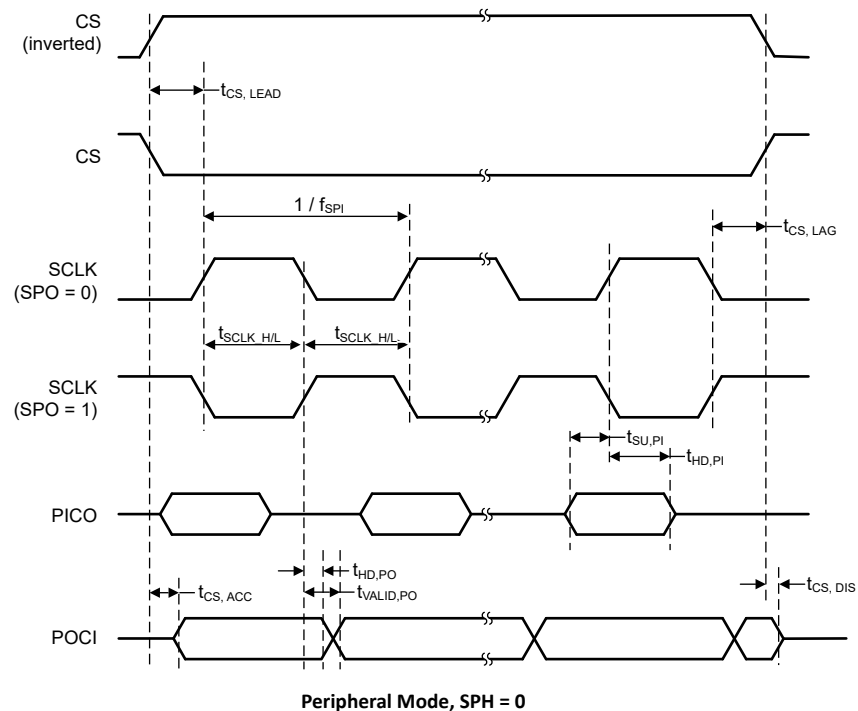 CS
(inverted)
tCS, LEAD
CS
1 / fSPI
tCS, LAG
SCLK
(SPO = 0)
tSCLK_H/L
tSCLK_H/L
SCLK
(SPO = 1)
tSU,PI
tHD,PI
PICO
tHD,PO
tCS, ACC
tVALID,PO
tCS, DIS
POCI
Peripheral Mode, SPH = 0